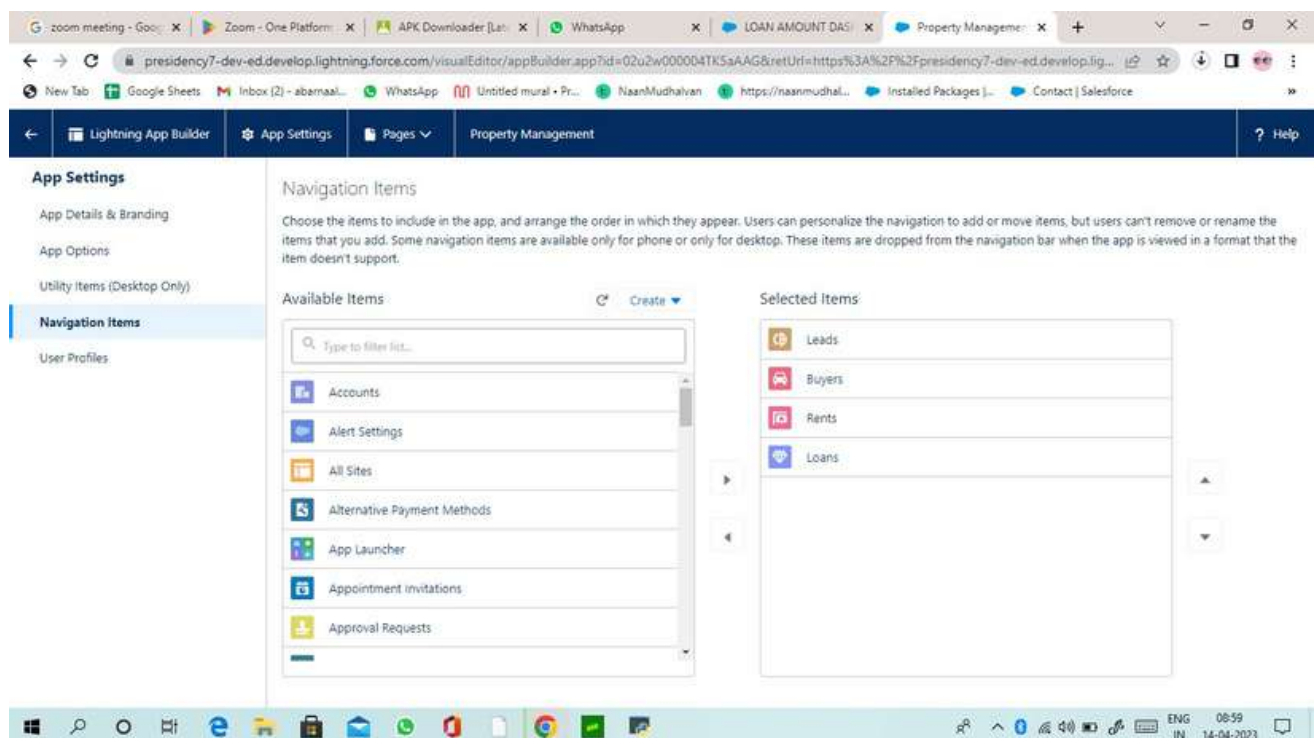 zoom meeting - Goo
Zoom - One Platform
APK Downloader [Lat
WhatsApp
LOAN AMOUNT DAS
Property Managemen
presidency7-dev-ed.develop.lightning.force.com/visualEditor/appBuilder.app?id=02u2w000004TK5aAAG&retUrl=https%3A%2F%2Fpresidency7-dev-ed.develop.lig...
New Tab
Google Sheets
Inbox (2) - abarnaal...
WhatsApp
Untitled mural • Pr...
NaanMudhalvan
https://naanmudhal...
Installed Packages |...
Contact | Salesforce
»
Lightning App Builder
App Settings
Pages
Property Management
? Help
App Settings
App Details & Branding
App Options
Utility Items (Desktop Only)
Navigation Items
User Profiles
Navigation Items
Choose the items to include in the app, and arrange the order in which they appear. Users can personalize the navigation to add or move items, but users can't remove or rename the
items that you add. Some navigation items are available only for phone or only for desktop. These items are dropped from the navigation bar when the app is viewed in a format that the
item doesn't support.
Available Items
Create
Type to filter list...
Accounts
Alert Settings
All Sites
Alternative Payment Methods
App Launcher
Appointment Invitations
Approval Requests
Selected Items
Leads
Buyers
Rents
Loans
ENG
IN
08:59
14-04-2023